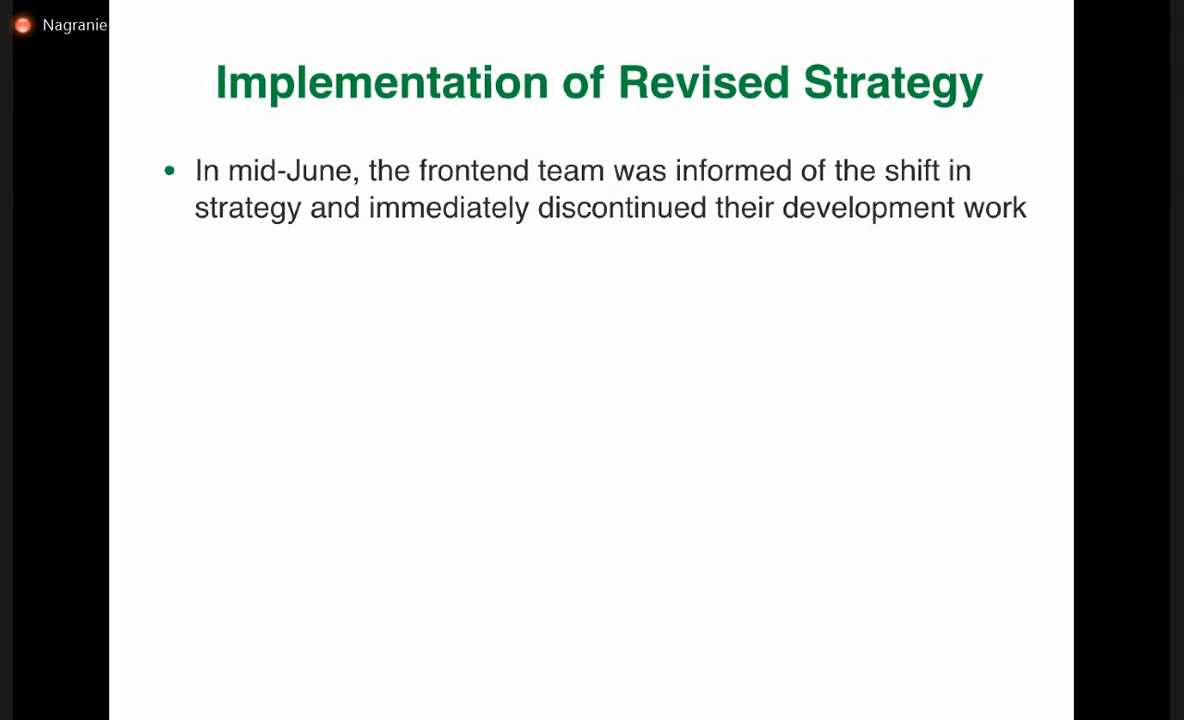 Nagranie
Implementation of Revised Strategy
• In mid-June, the frontend team was informed of the shift in
strategy and immediately discontinued their development work